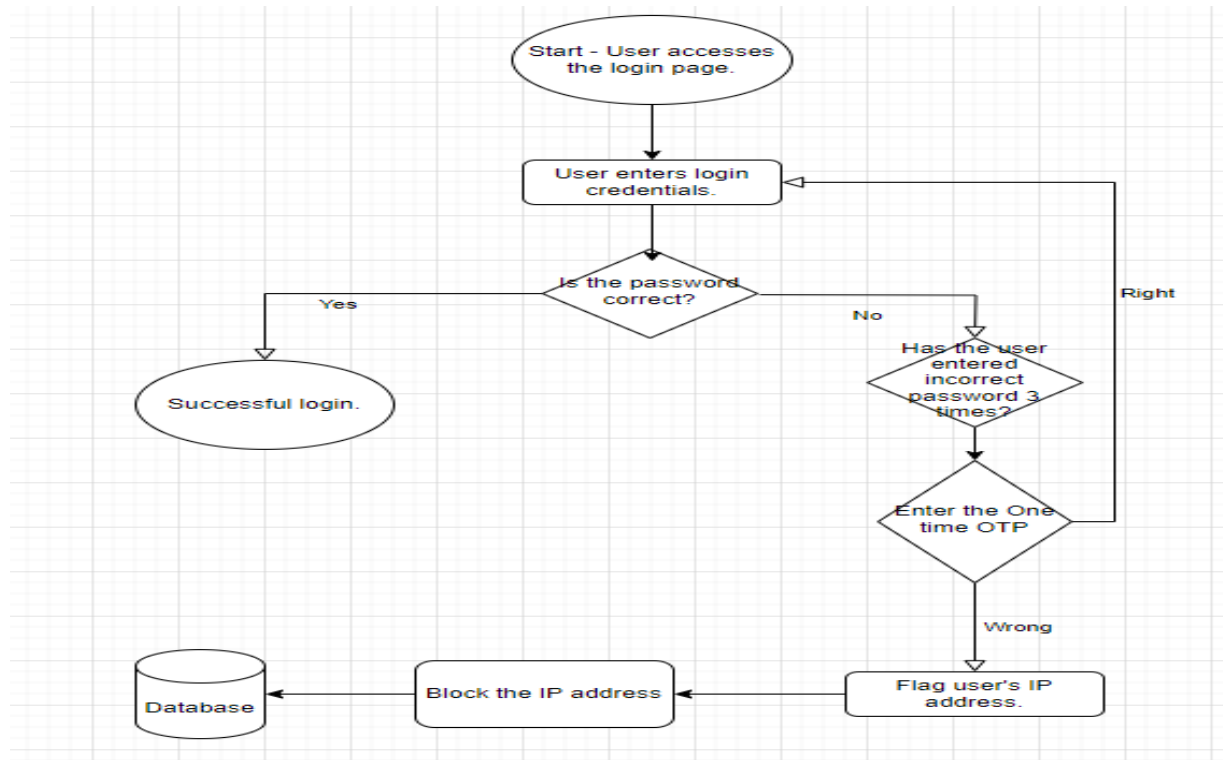 Start - User accesses
the login page.
User enters login
credentials.
Is the password
correct?
Yes
No
Right
Has the user
entered
incorrect
password 3
times?
Successful login.
Enter the One
time OTP
Wrong
Flag user's IP
address.
Block the IP address
Database